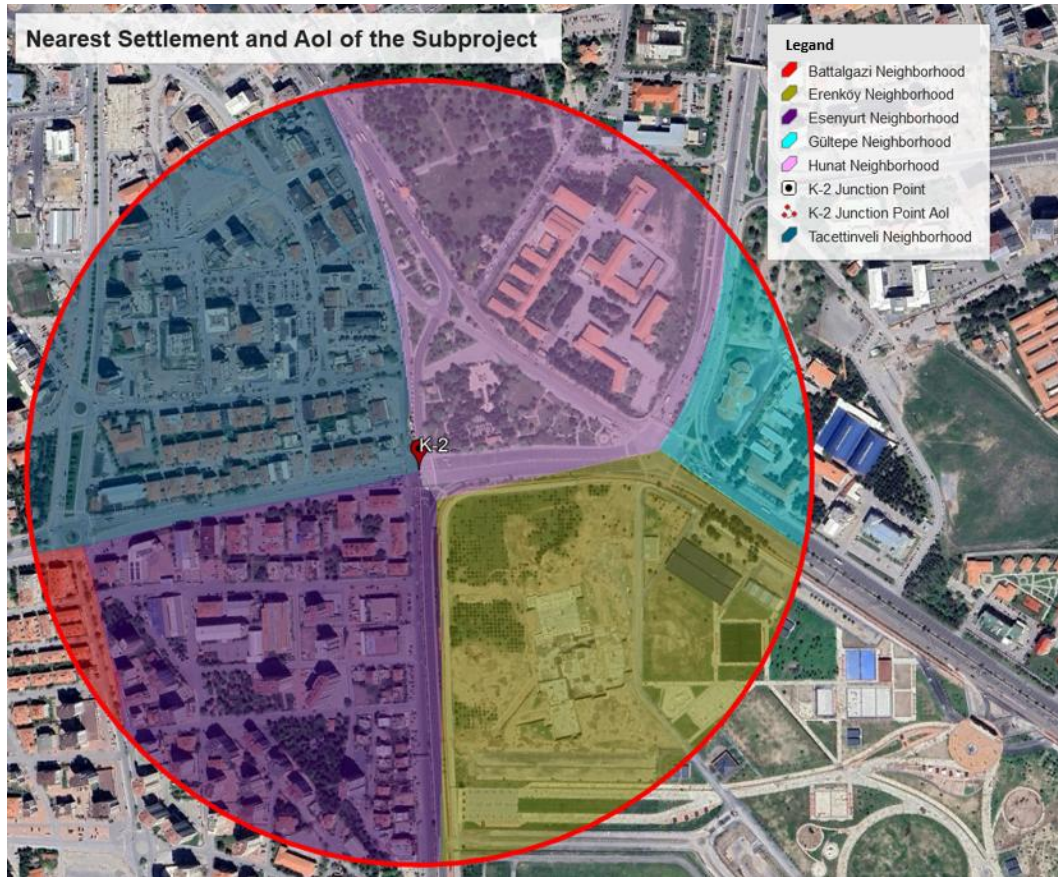 Nearest Settlement and AoI of the Subproject
Legand
Battalgazi Neighborhood
Erenköy Neighborhood
Esenyurt Neighborhood
Gültepe Neighborhood
Hunat Neighborhood
K-2 Junction Point
K-2 Junction Point AoI
Tacettinveli Neighborhood
K-2